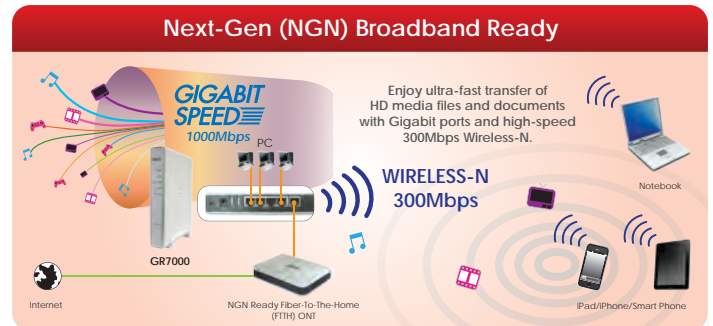 Next-Gen (NGN) Broadband Ready
GIGABIT
SPEED
1000Mbps
PC
Enjoy ultra-fast transfer of
HD media files and documents
with Gigabit ports and high-speed
300Mbps Wireless-N.
WIRELESS-N
300Mbps
Notebook
GR7000
Internet
NGN Ready Fiber-To-The-Home
(FTTH) ONT
iPad/iPhone/Smart Phone